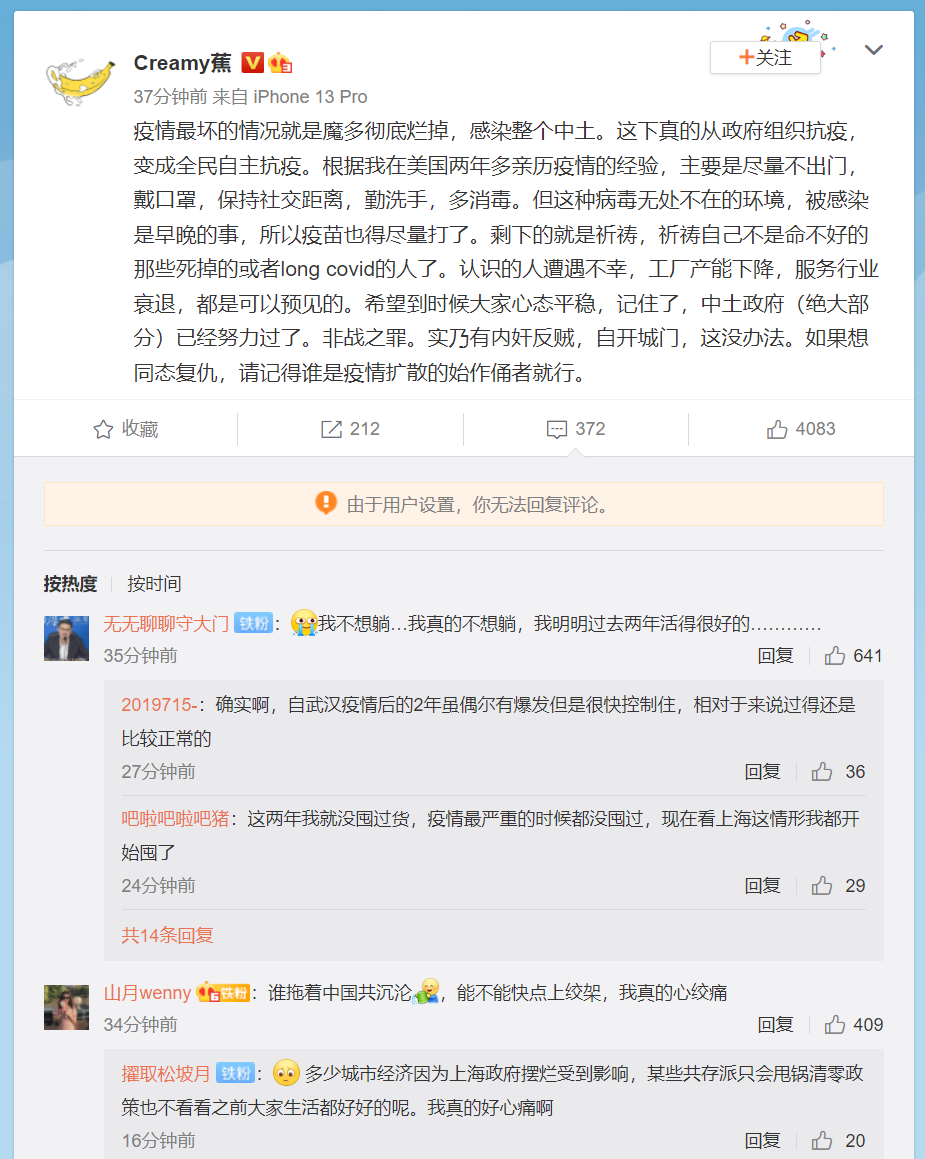 Creamy蕉 V
+关注
37分钟前 来自 iPhone 13 Pro
疫情最坏的情况就是魔多彻底烂掉，感染整个中土。这下真的从政府组织抗疫，
变成全民自主抗疫。根据我在美国两年多亲历疫情的经验，主要是尽量不出门，
戴口罩，保持社交距离，勤洗手，多消毒。但这种病毒无处不在的环境，被感染
是早晚的事，所以疫苗也得尽量打了。剩下的就是祈祷，祈祷自己不是命不好的
那些死掉的或者long covid的人了。认识的人遭遇不幸，工厂产能下降，服务行业
衰退，都是可以预见的。希望到时候大家心态平稳，记住了，中土政府（绝大部
分）已经努力过了。非战之罪。实乃有内奸反贼，自开城门，这没办法。如果想
同态复仇，请记得谁是疫情扩散的始作俑者就行。
收藏 212 372 4083
由于用户设置，你无法回复评论。
按热度 按时间
无无聊聊守大门 铁粉：我不想躺...我真的不想躺，我明明过去两年活得很好的…………
35分钟前 回复 641
2019715-：确实啊，自武汉疫情后的2年虽偶尔有爆发但是很快控制住，相对于来说过得还是
比较正常的
27分钟前 回复 36
吧啦吧啦吧猪：这两年我就没囤过货，疫情最严重的时候都没囤过，现在看上海这情形我都开
始囤了
24分钟前 回复 29
共14条回复
山月wenny 铁粉：谁拖着中国共沉沦，能不能快点上绞架，我真的心绞痛
34分钟前 回复 409
擢取松坡月 铁粉：多少城市经济因为上海政府摆烂受到影响，某些共存派只会甩锅清零政
策也不看看之前大家生活都好好的呢。我真的好心痛啊
16分钟前 回复 20